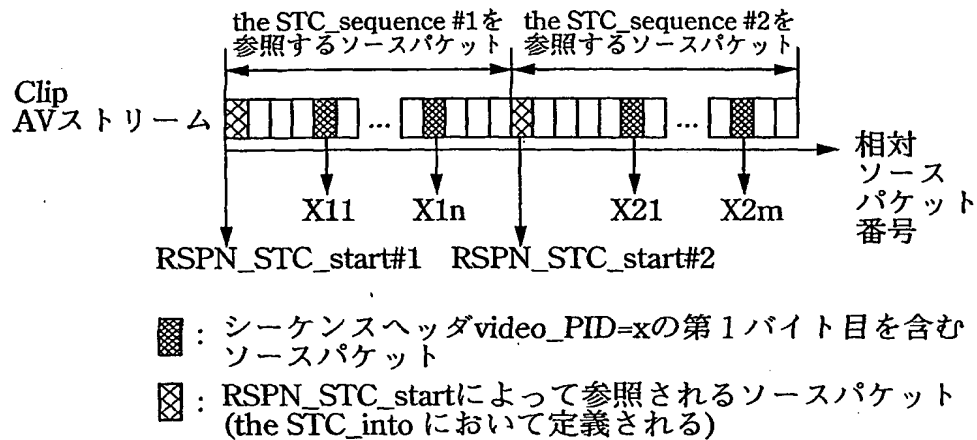 the STC_sequence #1を
参照するソースパケット
the STC_sequence #2を
参照するソースパケット
Clip
AVストリーム
...
...
相対
ソース
パケット
番号
X11
X1n
X21
X2m
RSPN_STC_start#1
RSPN_STC_start#2
: シーケンスヘッダvideo_PID=xの第1バイト目を含む
ソースパケット
: RSPN_STC_startによって参照されるソースパケット
(the STC_into において定義される)